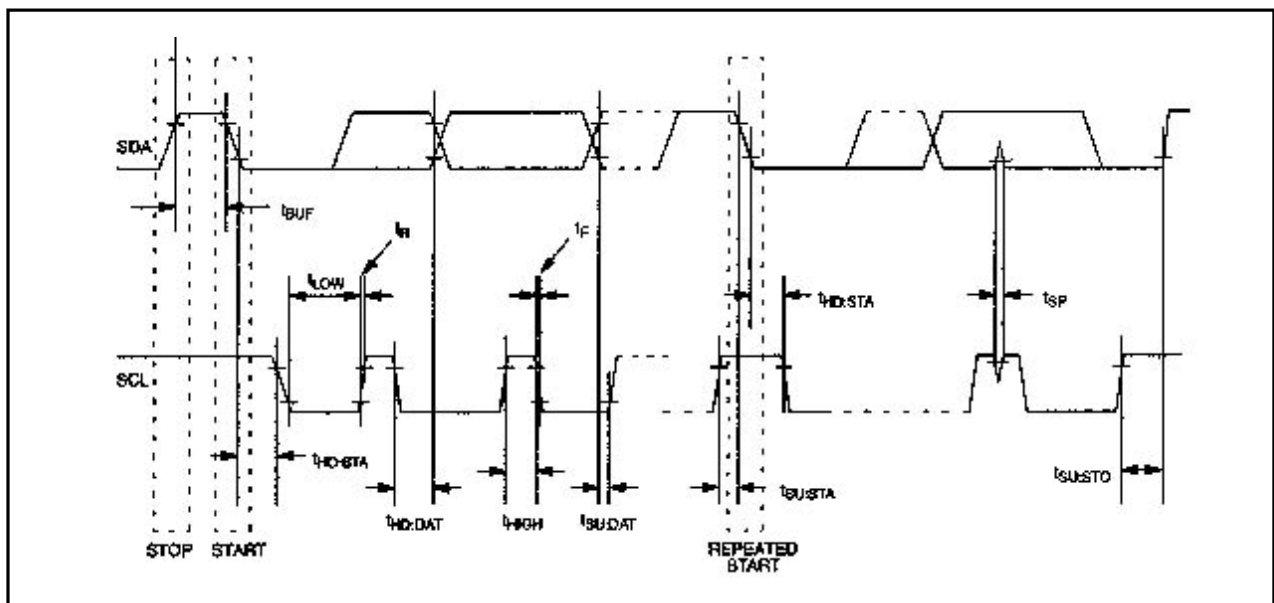 SDA
tBUF
tR
tF
tLOW
tHD:STA
tSP
SCL
tHD:STA
tSU:STA
tSU:STO
tHD:DAT
tHIGH
tSU:DAT
STOP
START
REPEATED
START